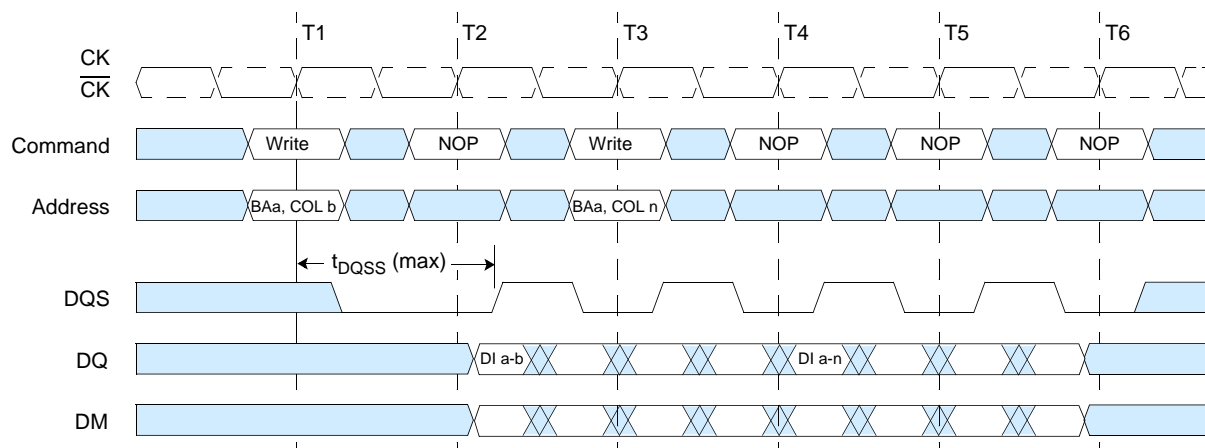 T1 T2 T3 T4 T5 T6
CK
CK
Command Write NOP Write NOP NOP NOP
Address BAa, COL b BAa, COL n
tDQSS (max)
DQS
DQ DI a-b DI a-n
DM